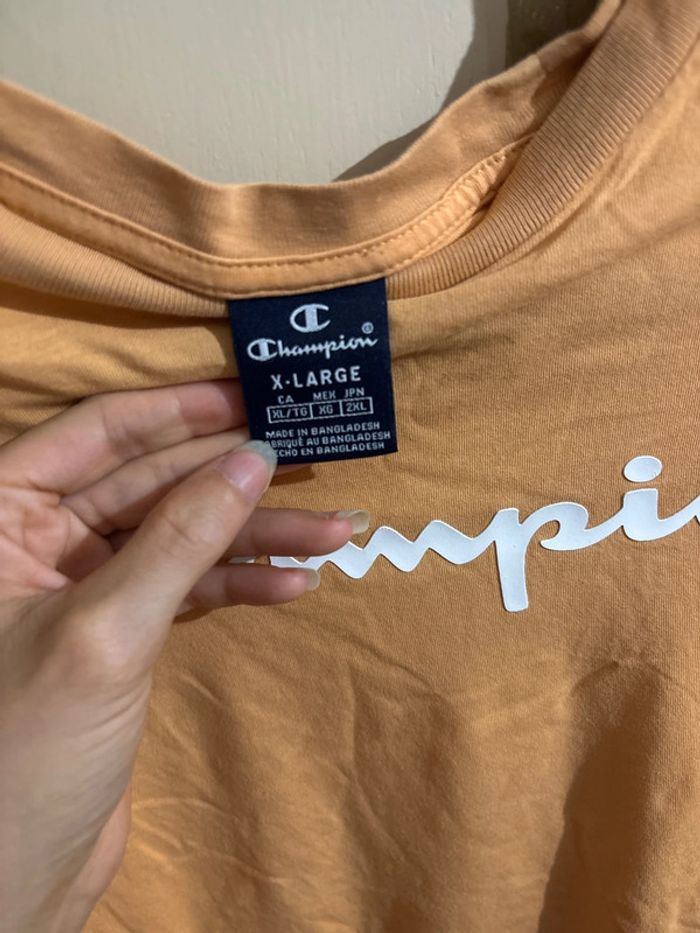 C
Champion®
X-LARGE
CA MEX JPN
XL/TG XG 2XL
MADE IN BANGLADESH
ABRIQUÉ AU BANGLADESH
ECHO EN BANGLADESH
mpi